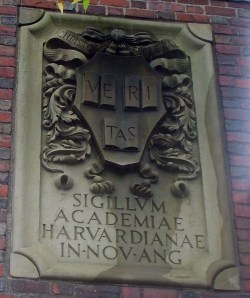 VE RI
TAS
SIGILLVM
ACADEMIAE
HARVARDIANAE
IN·NOV·ANG